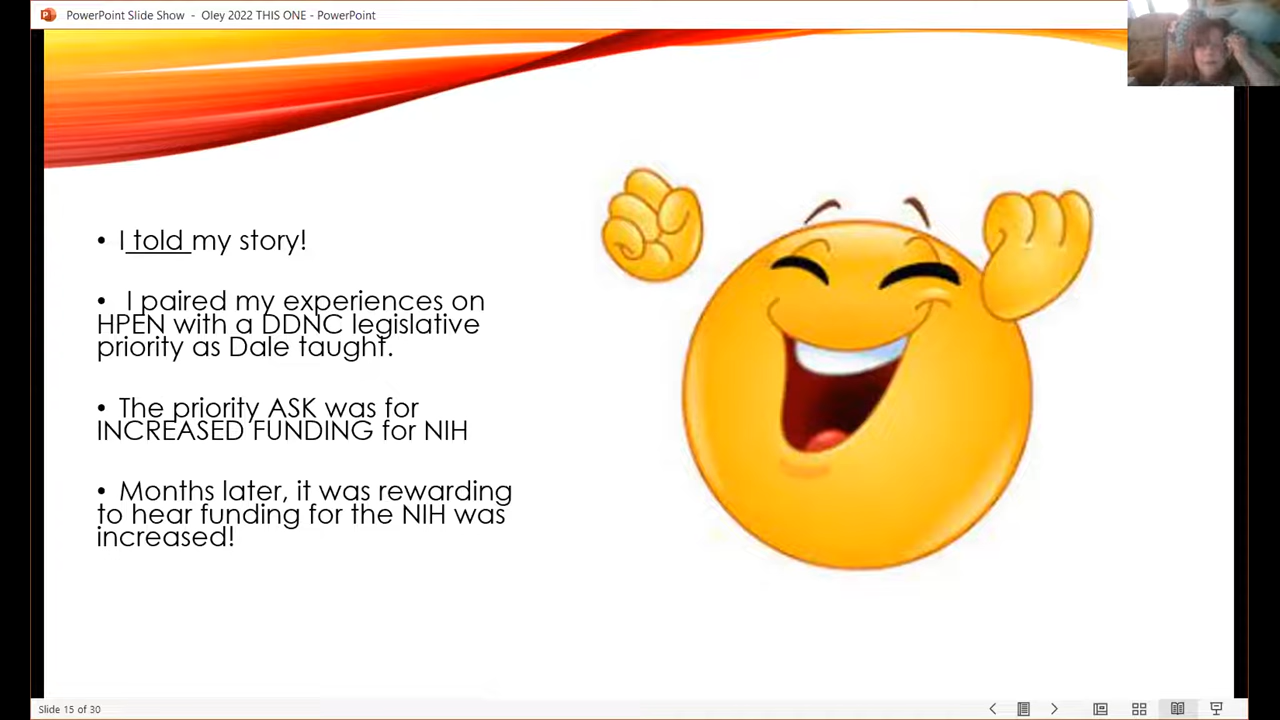 PowerPoint Slide Show - Oley 2022 THIS ONE - PowerPoint
• I told my story!
• I paired my experiences on
HPEN with a DDNC legislative
priority as Dale taught.
• The priority ASK was for
INCREASED FUNDING for NIH
• Months later, it was rewarding
to hear funding for the NIH was
increased!
Slide 15 of 30